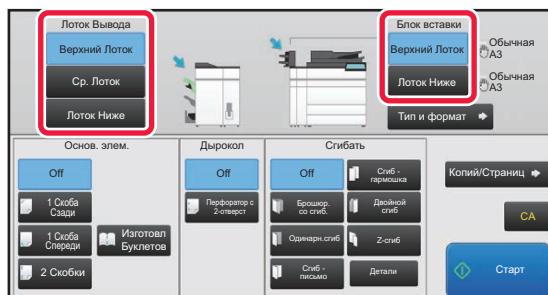 Лоток Вывода
Верхний Лоток
Ср. Лоток
Лоток Ниже
Блок вставки
Верхний Лоток
Обычная
A3
Лоток Ниже
Обычная
A3
Тип и формат
Основ. элем.
Off
1 Скоба
Сзади
1 Скоба
Спереди
Изготовл
Буклетов
2 Скобки
Дырокол
Off
Перфоратор с
2-отверст
Сгибать
Off
Сгиб -
гармошка
Брошюр.
со сгиб.
Двойной
сгиб
Одинарн.сгиб
Z-сгиб
Сгиб -
письмо
Детали
Копий/Страниц
CA
Старт